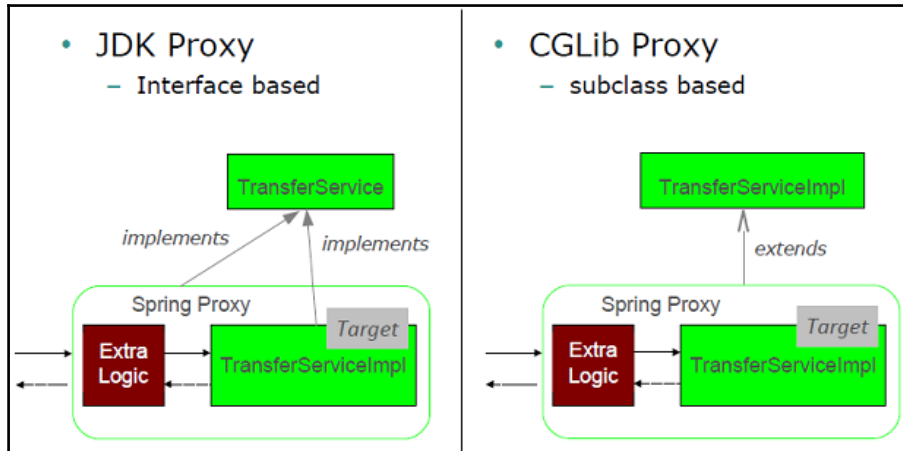 • JDK Proxy
– Interface based
TransferService
implements
implements
Spring Proxy
Target
Extra
Logic
TransferServiceImpl
• CGLib Proxy
– subclass based
TransferServiceImpl
extends
Spring Proxy
Target
Extra
Logic
TransferServiceImpl